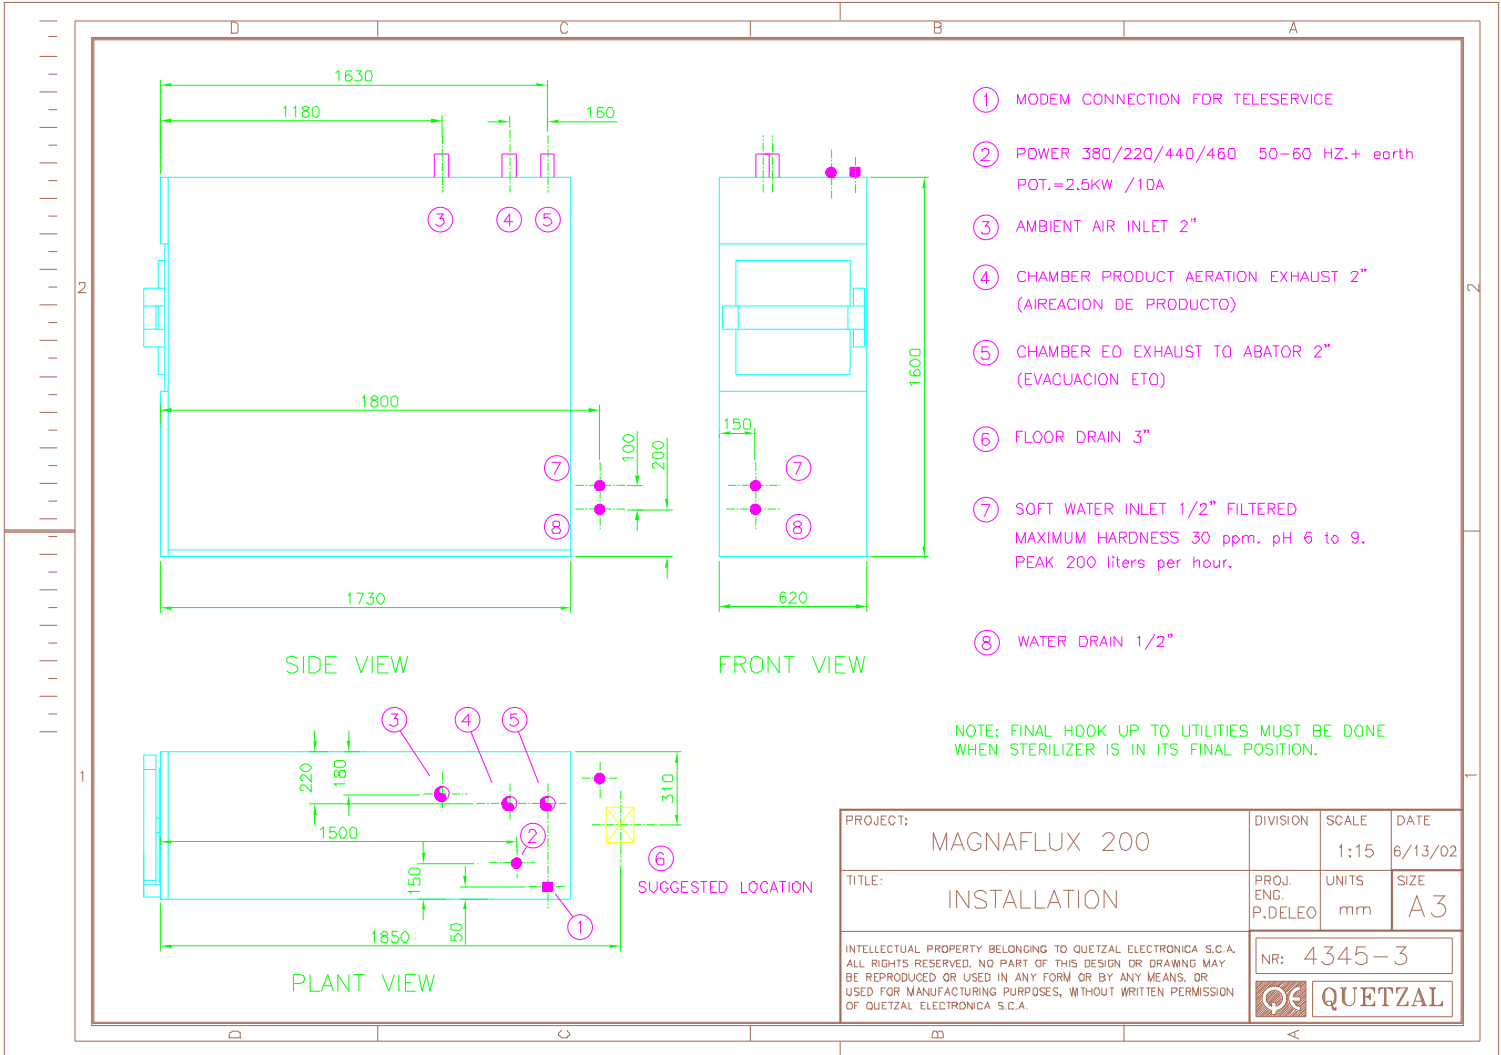 D C B A
1630
1180
160
3 4 5
2
1800
100
200
7
8
1730
SIDE VIEW
1600
150
7
8
620
FRONT VIEW
1 MODEM CONNECTION FOR TELESERVICE
2 POWER 380/220/440/460 50-60 HZ.+ earth
POT.=2.5KW /10A
3 AMBIENT AIR INLET 2"
4 CHAMBER PRODUCT AERATION EXHAUST 2"
(AIREACION DE PRODUCTO)
5 CHAMBER EO EXHAUST TO ABATOR 2"
(EVACUACION ETO)
6 FLOOR DRAIN 3"
7 SOFT WATER INLET 1/2" FILTERED
MAXIMUM HARDNESS 30 ppm. pH 6 to 9.
PEAK 200 liters per hour.
8 WATER DRAIN 1/2"
2
3 4 5
220
180
310
1500
2
150
50
6
SUGGESTED LOCATION
1
1850
PLANT VIEW
1
1
NOTE: FINAL HOOK UP TO UTILITIES MUST BE DONE
WHEN STERILIZER IS IN ITS FINAL POSITION.
PROJECT:
MAGNAFLUX 200
DIVISION
SCALE
1:15
DATE
6/13/02
TITLE:
INSTALLATION
PROJ.
ENG.
P.DELEO
UNITS
mm
SIZE
A3
INTELLECTUAL PROPERTY BELONGING TO QUETZAL ELECTRONICA S.C.A.
ALL RIGHTS RESERVED. NO PART OF THIS DESIGN OR DRAWING MAY
BE REPRODUCED OR USED IN ANY FORM OR BY ANY MEANS, OR
USED FOR MANUFACTURING PURPOSES, WITHOUT WRITTEN PERMISSION
OF QUETZAL ELECTRONICA S.C.A.
NR: 4345-3
QE QUETZAL
D C B A